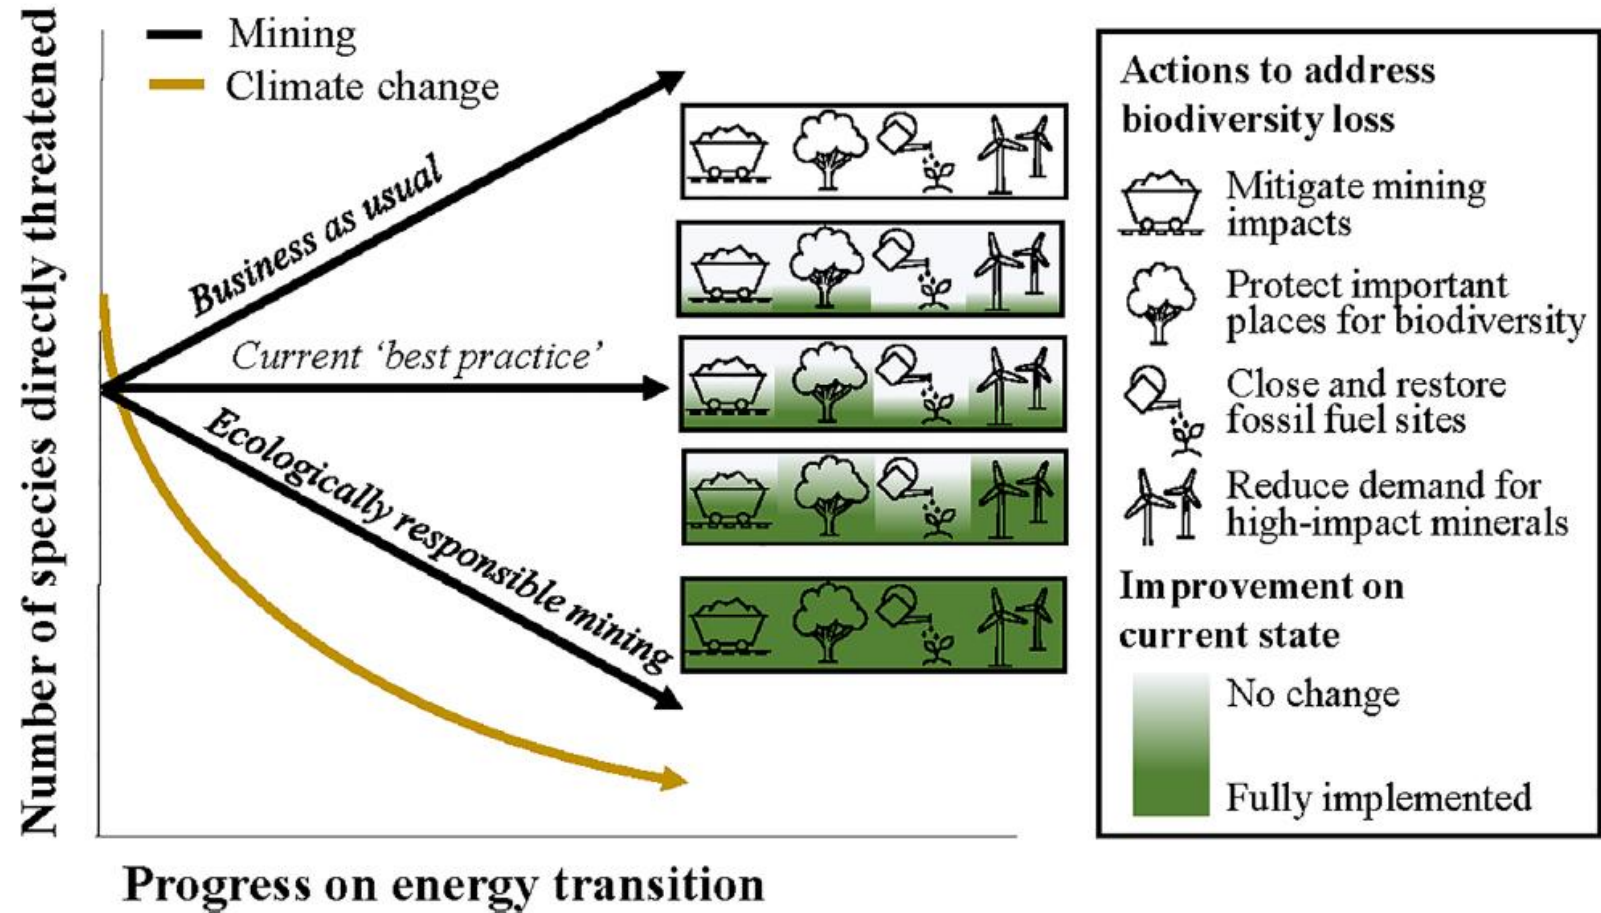 Number of species directly threatened
Mining
Climate change
Business as usual
Current ‘best practice’
Ecologically responsible mining
Progress on energy transition
Actions to address
biodiversity loss
Mitigate mining
impacts
Protect important
places for biodiversity
Close and restore
fossil fuel sites
Reduce demand for
high-impact minerals
Improvement on
current state
No change
Fully implemented